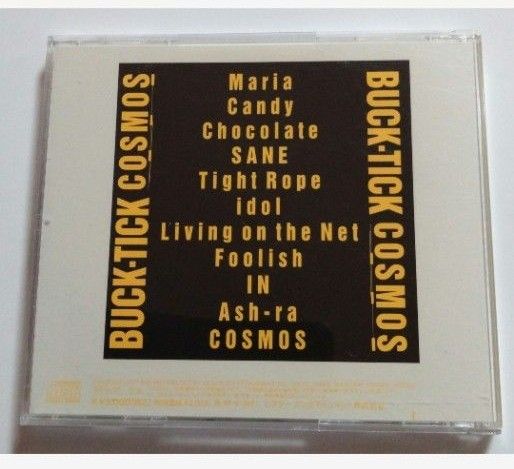 BUCK-TICK COSMOS
Maria
Candy
Chocolate
SANE
Tight Rope
idol
Living on the Net
Foolish
IN
Ash-ra
COSMOS
BUCK-TICK COSMOS